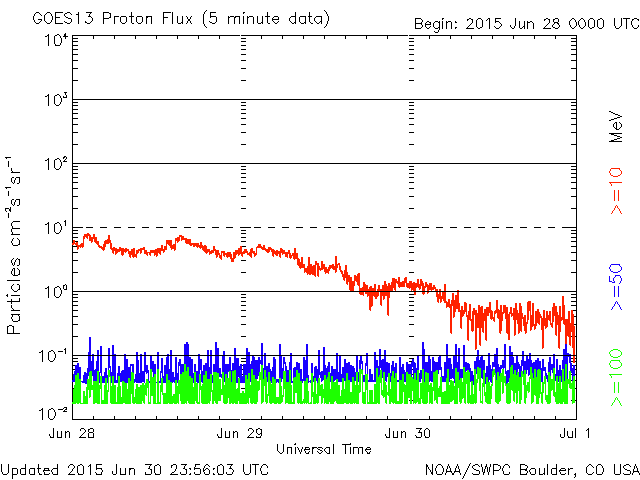 GOES13 Proton Flux (5 minute data)
Begin: 2015 Jun 28 0000 UTC
10⁴
10³
10²
10¹
10⁰
10⁻¹
10⁻²
Particles cm⁻²s⁻¹sr⁻¹
MeV
>=10
>=50
>=100
Jun 28
Jun 29
Jun 30
Jul 1
Universal Time
Updated 2015 Jun 30 23:56:03 UTC
NOAA/SWPC Boulder, CO USA